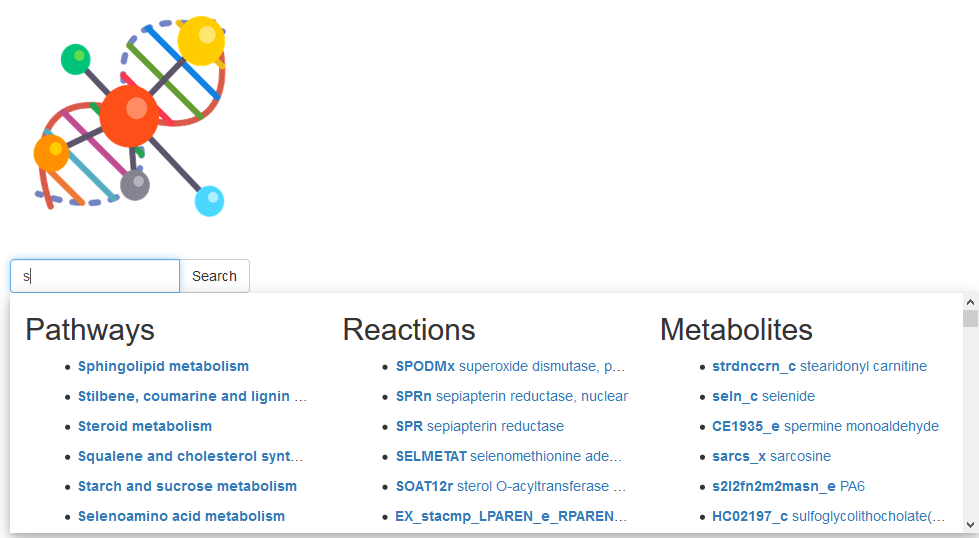 s
Search
Pathways
Sphingolipid metabolism
Stilbene, coumarine and lignin ...
Steroid metabolism
Squalene and cholesterol synt...
Starch and sucrose metabolism
Selenoamino acid metabolism
Reactions
SPODMx superoxide dismutase, p...
SPRn sepiapterin reductase, nuclear
SPR sepiapterin reductase
SELMETAT selenomethionine ade...
SOAT12r sterol O-acyltransferase ...
EX_stacmp_LPAREN_e_RPAREN...
Metabolites
strdnccrn_c stearidonyl carnitine
seln_c selenide
CE1935_e spermine monoaldehyde
sarcs_x sarcosine
s2l2fn2m2masn_e PA6
HC02197_c sulfoglycolithocholate(...